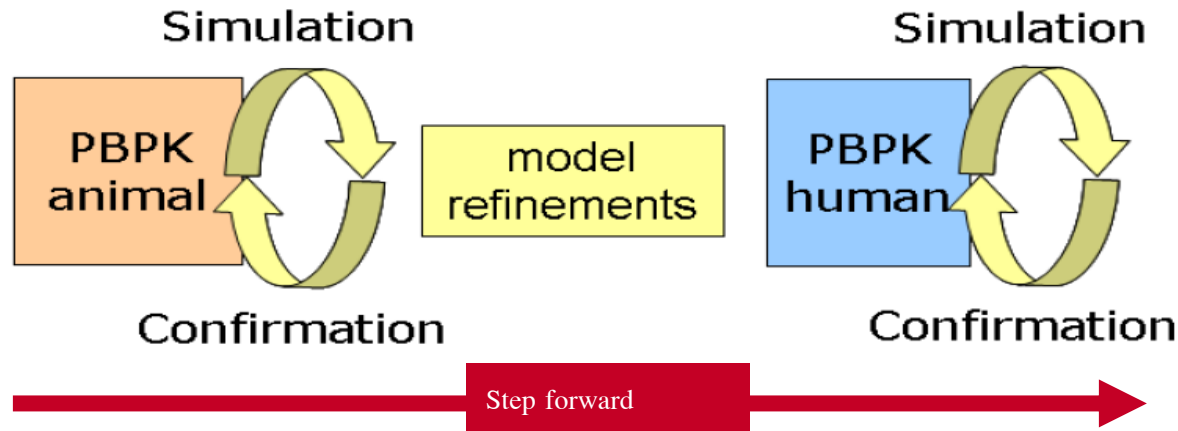 Simulation
PBPK
animal
Confirmation
model
refinements
Simulation
PBPK
human
Confirmation
Step forward